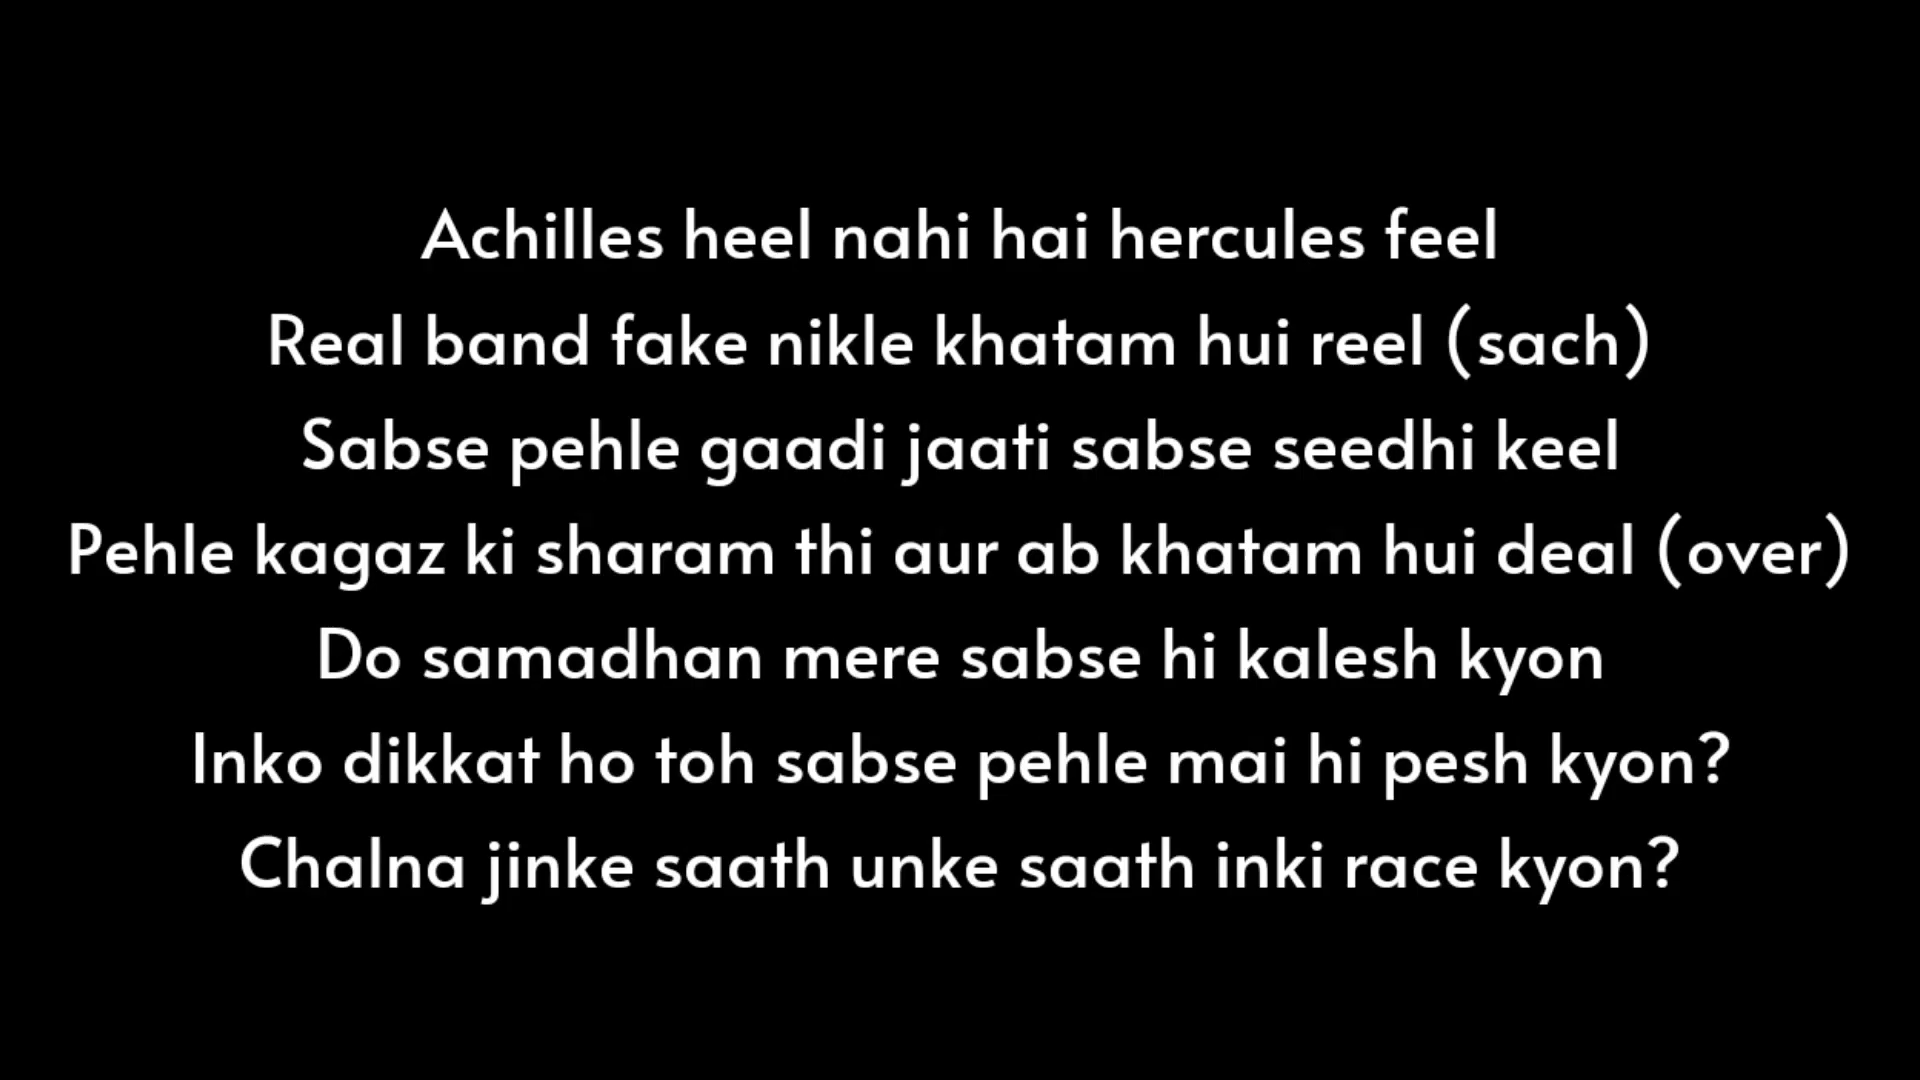 Achilles heel nahi hai hercules feel
Real band fake nikle khatam hui reel (sach)
Sabse pehle gaadi jaati sabse seedhi keel
Pehle kagaz ki sharam thi aur ab khatam hui deal (over)
Do samadhan mere sabse hi kalesh kyon
Inko dikkat ho toh sabse pehle mai hi pesh kyon?
Chalna jinke saath unke saath inki race kyon?